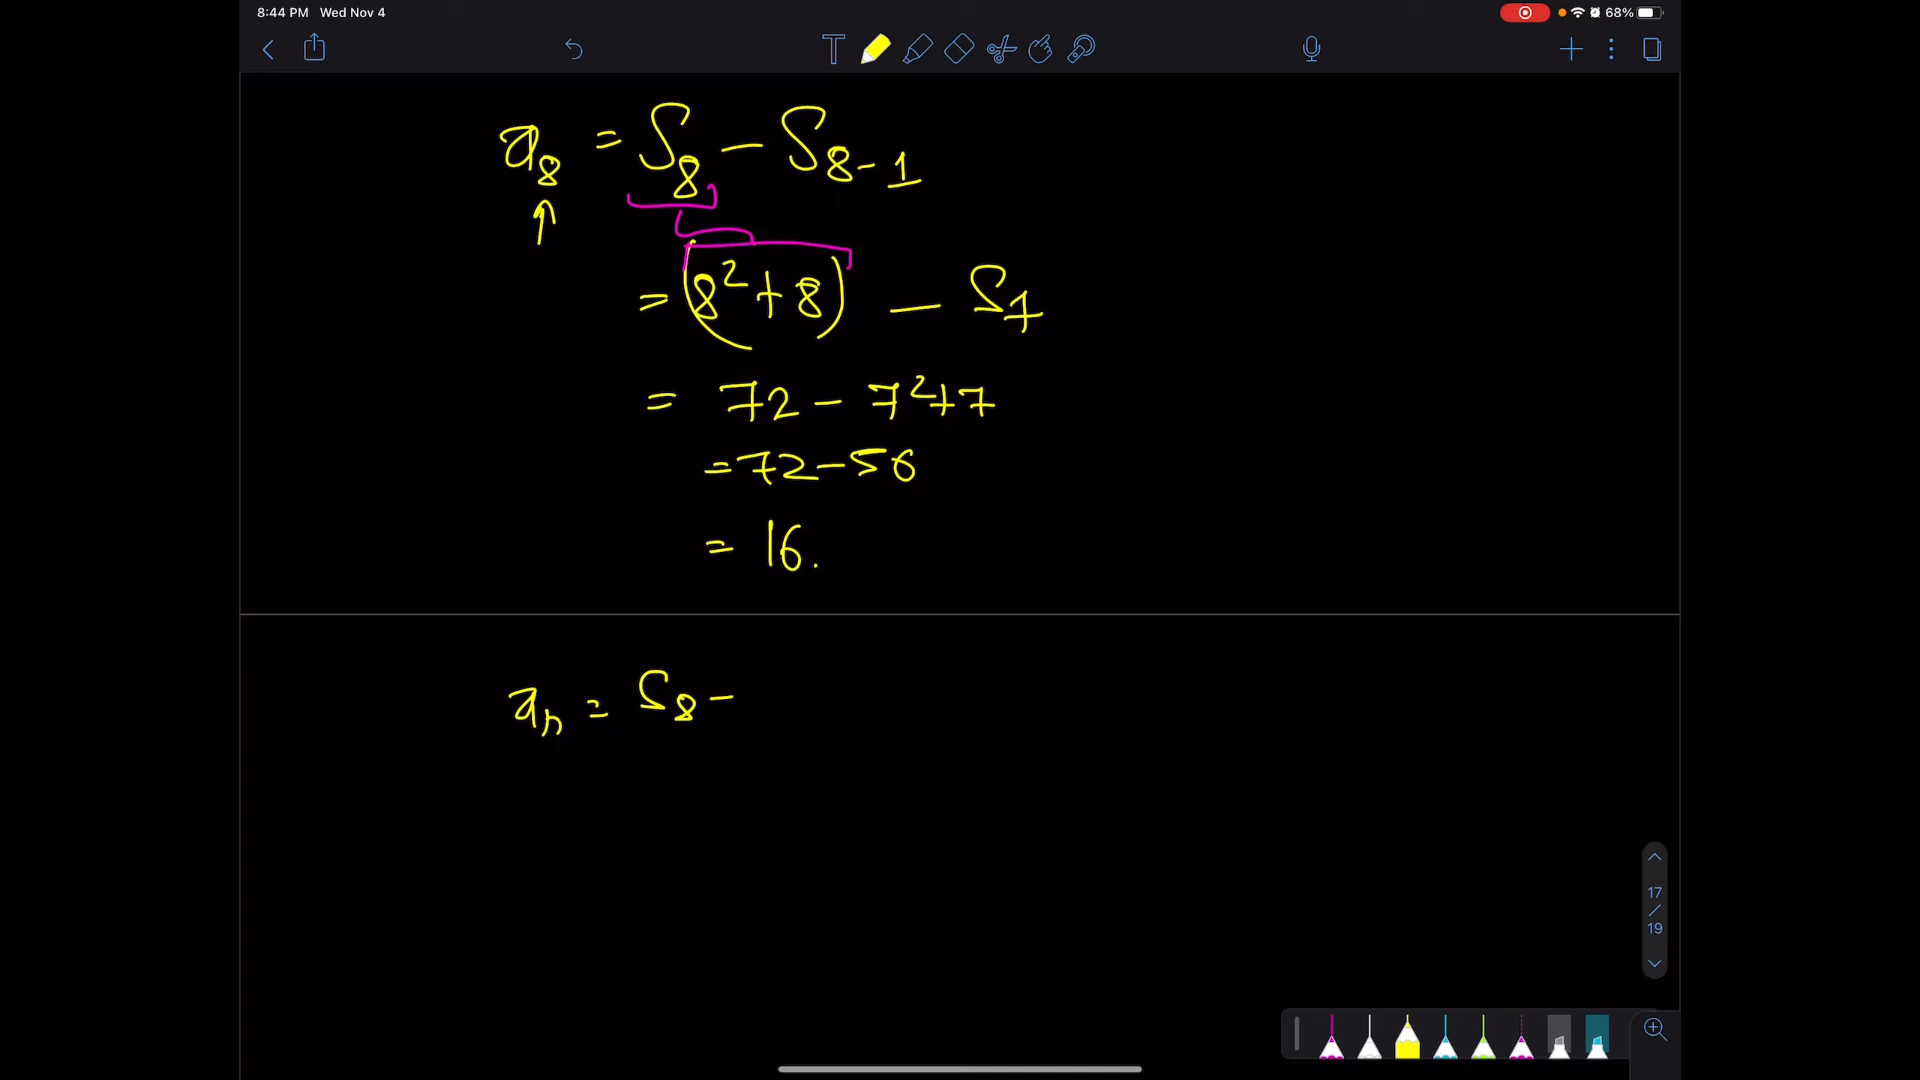 8:44 PM Wed Nov 4
68%
T
a₈ = S₈ - S₈₋₁
= (8² + 8) - S₇
= 72 - 7² + 7
= 72 - 56
= 16.
aₙ = S₈ -
17
/
19